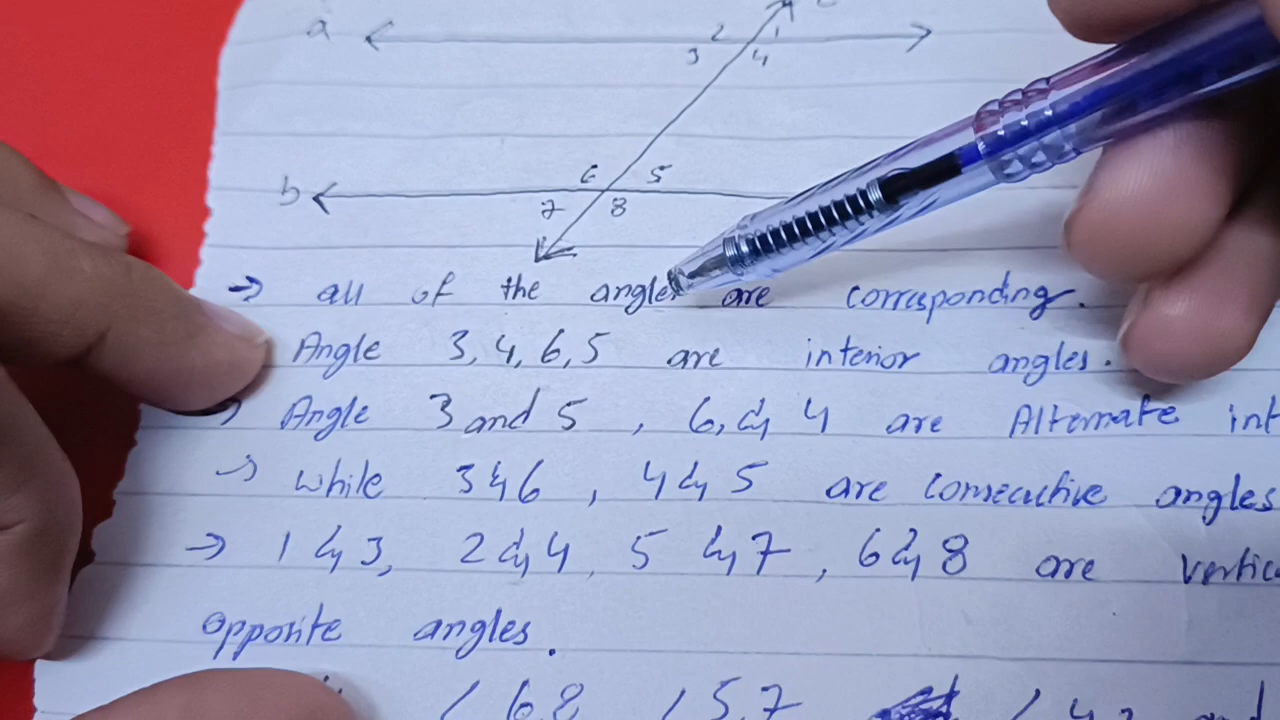 a 2 1
3 4
b 6 5
7 8
→ all of the angles are corresponding.
Angle 3, 4, 6, 5 are interior angles.
→ Angle 3 and 5 , 6, & 4 are Alternate int
→ while 3 & 6 , 4 & 5 are consecutive angles
→ 1 & 3, 2 & 4, 5 & 7 , 6 & 8 are vertica
opposite angles.